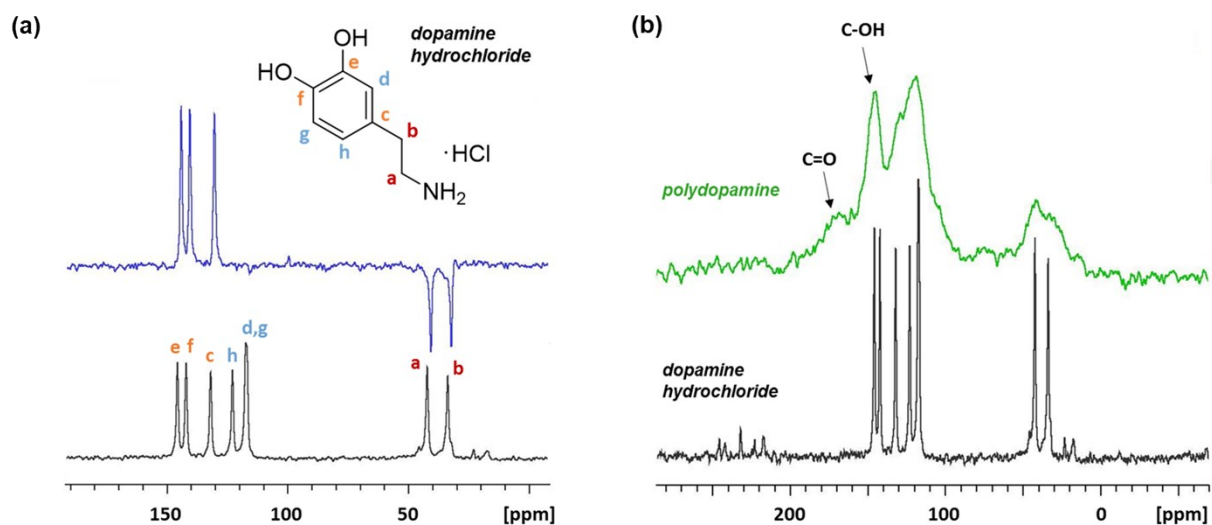 (a)
dopamine
hydrochloride
OH
HO
e
d
f
c
b
g
h
·HCl
a
NH2
e f c h d,g
a b
150 100 50 [ppm]
(b)
C-OH
C=O
polydopamine
dopamine
hydrochloride
200 100 0 [ppm]